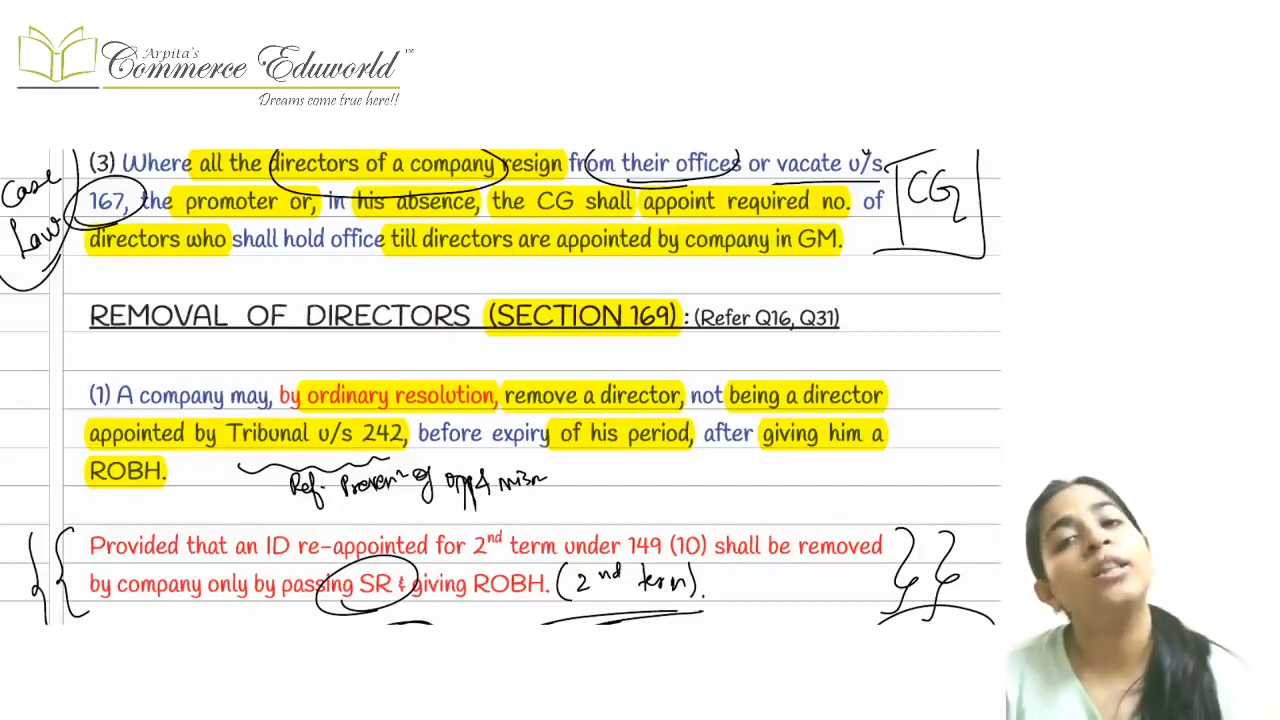 Arpita's
Commerce Eduworld™
Dreams come true here!!
(3) Where all the directors of a company resign from their offices or vacate u/s
167, the promoter or, in his absence, the CG shall appoint required no. of
directors who shall hold office till directors are appointed by company in GM.
CG
Case
Law
REMOVAL OF DIRECTORS (SECTION 169) : (Refer Q16, Q31)
(1) A company may, by ordinary resolution, remove a director, not being a director
appointed by Tribunal u/s 242, before expiry of his period, after giving him a
ROBH.
Ref. of opp
Provided that an ID re-appointed for 2nd term under 149 (10) shall be removed
by company only by passing SR & giving ROBH. (2nd term).